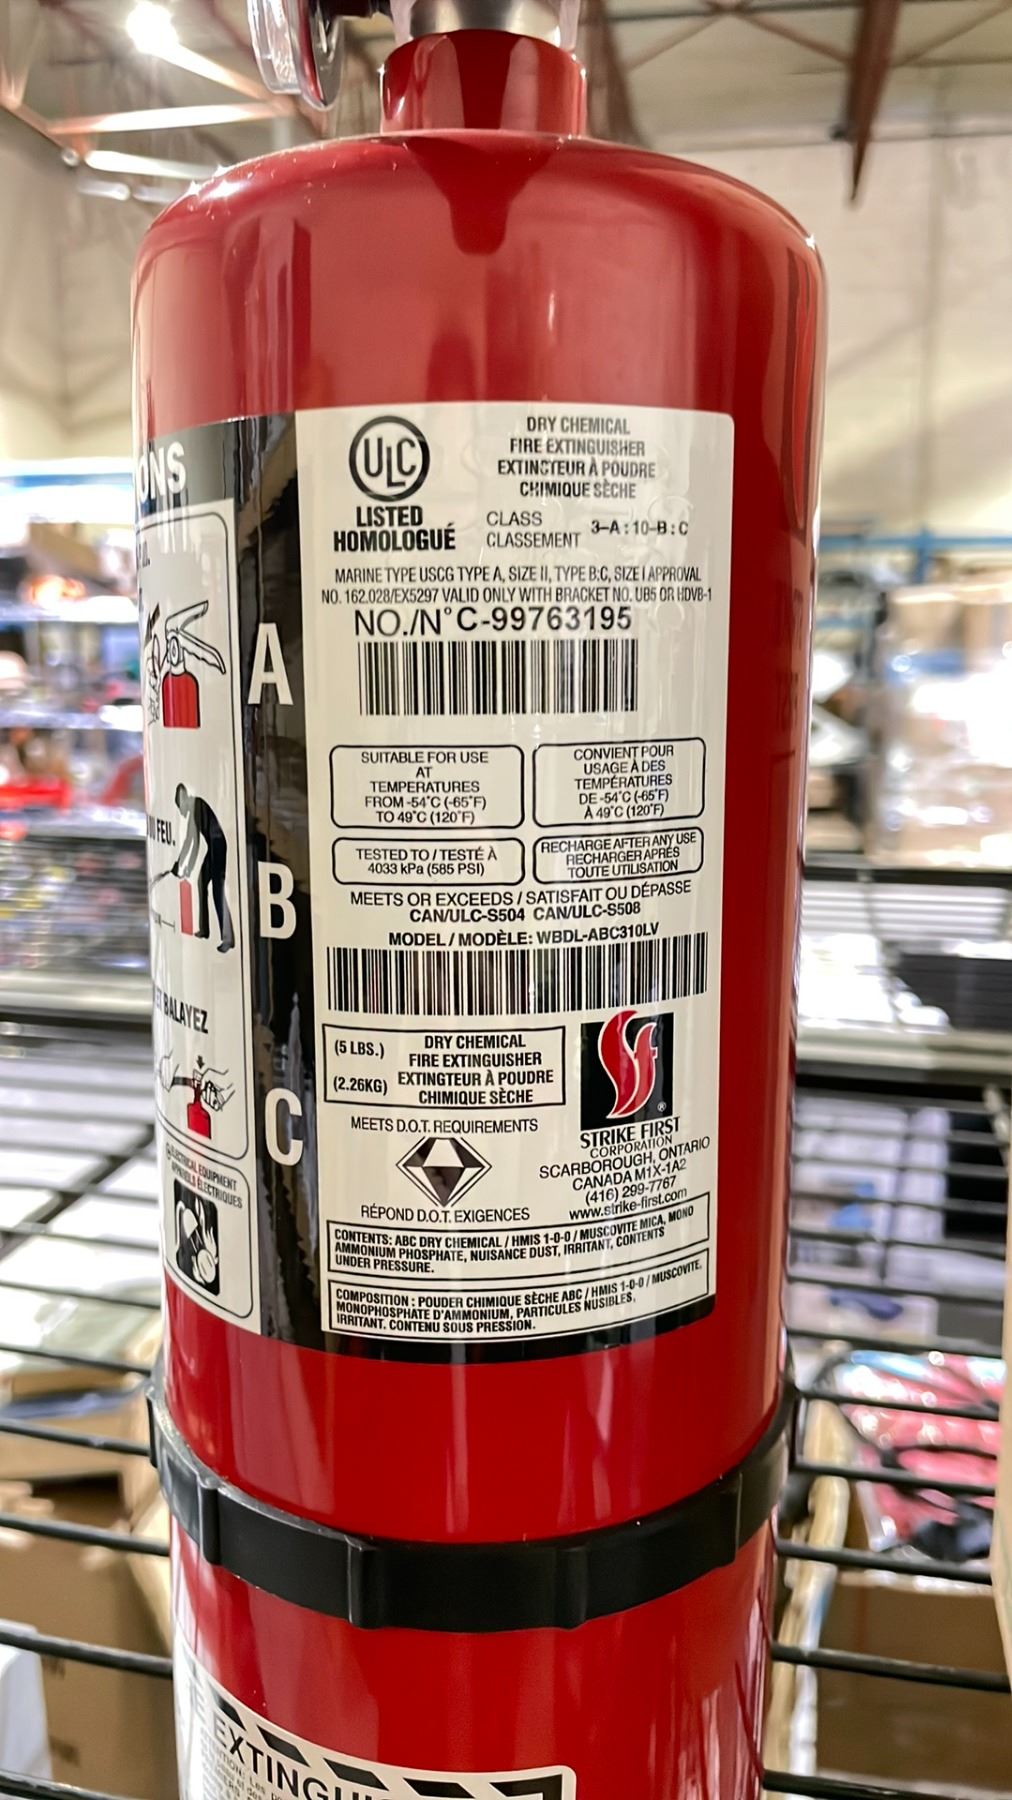 ONS
FEU.
ET BALAYEZ
ELECTRICAL EQUIPMENT
APPAREILS ÉLECTRIQUES
A
B
C
ULC
LISTED
HOMOLOGUÉ
DRY CHEMICAL
FIRE EXTINGUISHER
EXTINCTEUR À POUDRE
CHIMIQUE SÈCHE
CLASS
CLASSEMENT
3-A:10-B:C
MARINE TYPE USCG TYPE A, SIZE II, TYPE B:C, SIZE I APPROVAL
NO. 162.028/EX5297 VALID ONLY WITH BRACKET NO. UB5 OR HDVB-1
NO./N° C-99763195
SUITABLE FOR USE
AT
TEMPERATURES
FROM -54°C (-65°F)
TO 49°C (120°F)
CONVIENT POUR
USAGE À DES
TEMPÉRATURES
DE -54°C (-65°F)
À 49°C (120°F)
TESTED TO / TESTÉ À
4033 kPa (585 PSI)
RECHARGE AFTER ANY USE
RECHARGER APRÈS
TOUTE UTILISATION
MEETS OR EXCEEDS / SATISFAIT OU DÉPASSE
CAN/ULC-S504 CAN/ULC-S508
MODEL / MODÈLE: WBDL-ABC310LV
(5 LBS.)
(2.26KG)
DRY CHEMICAL
FIRE EXTINGUISHER
EXTINGTEUR À POUDRE
CHIMIQUE SÈCHE
MEETS D.O.T. REQUIREMENTS
RÉPOND D.O.T. EXIGENCES
®
STRIKE FIRST
CORPORATION
SCARBOROUGH, ONTARIO
CANADA M1X-1A2
(416) 299-7767
www.strike-first.com
CONTENTS: ABC DRY CHEMICAL / HMIS 1-0-0 / MUSCOVITE MICA, MONO
AMMONIUM PHOSPHATE, NUISANCE DUST, IRRITANT, CONTENTS
UNDER PRESSURE.
COMPOSITION : POUDER CHIMIQUE SÈCHE ABC / HMIS 1-0-0 / MUSCOVITE,
MONOPHOSPHATE D'AMMONIUM, PARTICULES NUSIBLES,
IRRITANT. CONTENU SOUS PRESSION.
E EXTINGUI